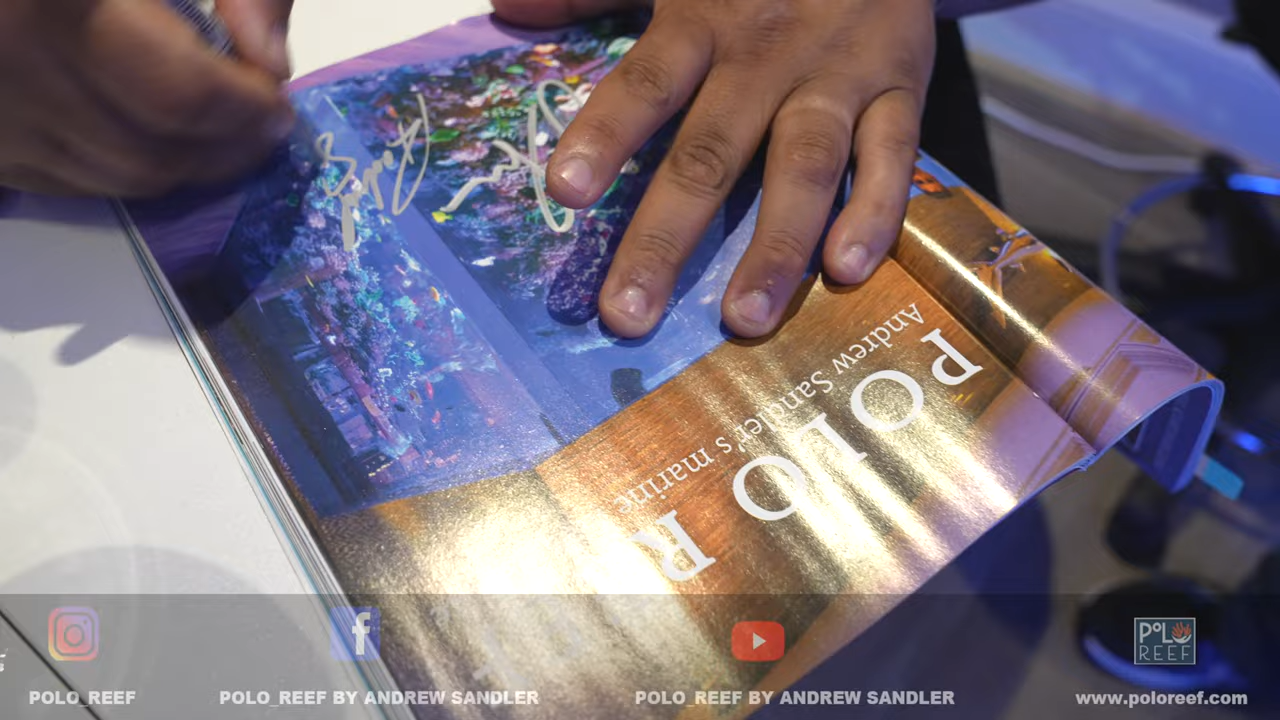 POLO R
Andrew Sandler's marine
f
POLO REEF
POLO_REEF
POLO_REEF BY ANDREW SANDLER
POLO_REEF BY ANDREW SANDLER
www.poloreef.com